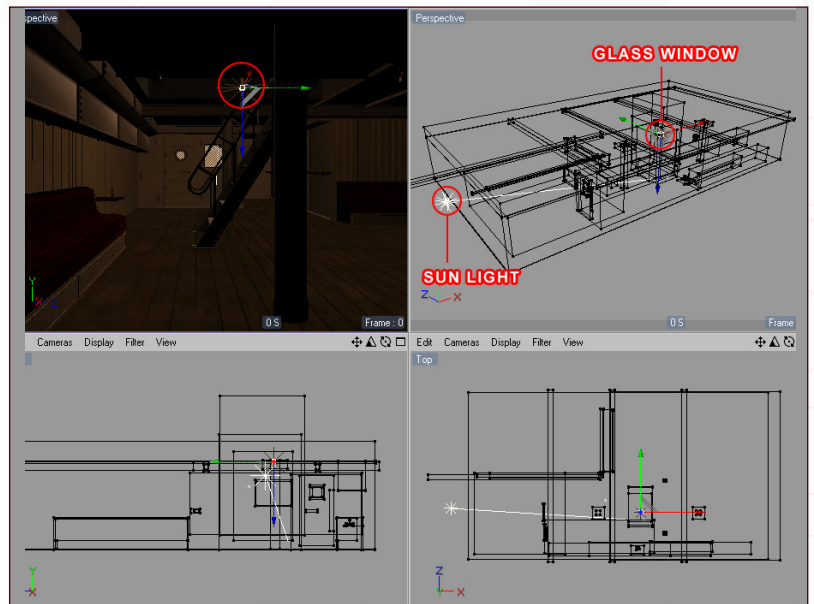 spective
Perspective
GLASS WINDOW
SUN LIGHT
Y
X Z
0 S
Frame : 0
Z X
0 S
Frame
Cameras Display Filter View
Edit Cameras Display Filter View
Top
Y
X
Z
Y X